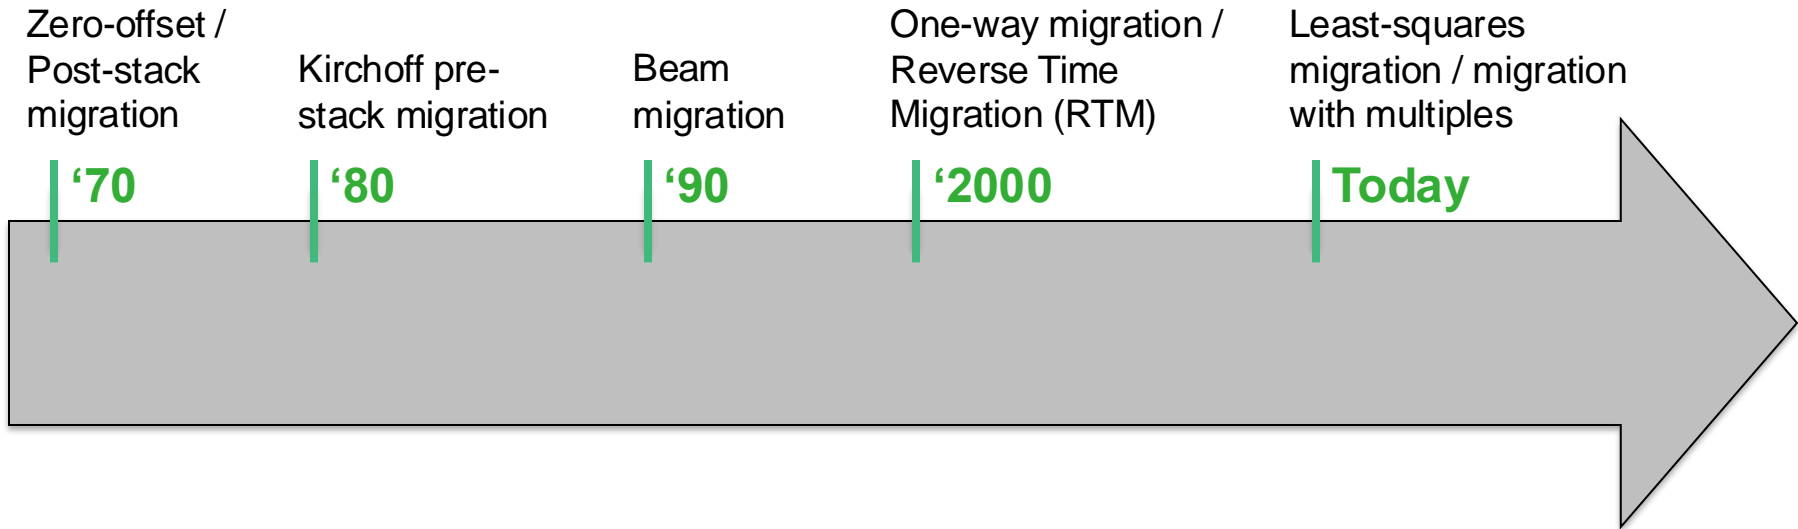 Zero-offset /
Post-stack
migration
Kirchoff pre-
stack migration
Beam
migration
One-way migration /
Reverse Time
Migration (RTM)
Least-squares
migration / migration
with multiples
‘70
‘80
‘90
‘2000
Today